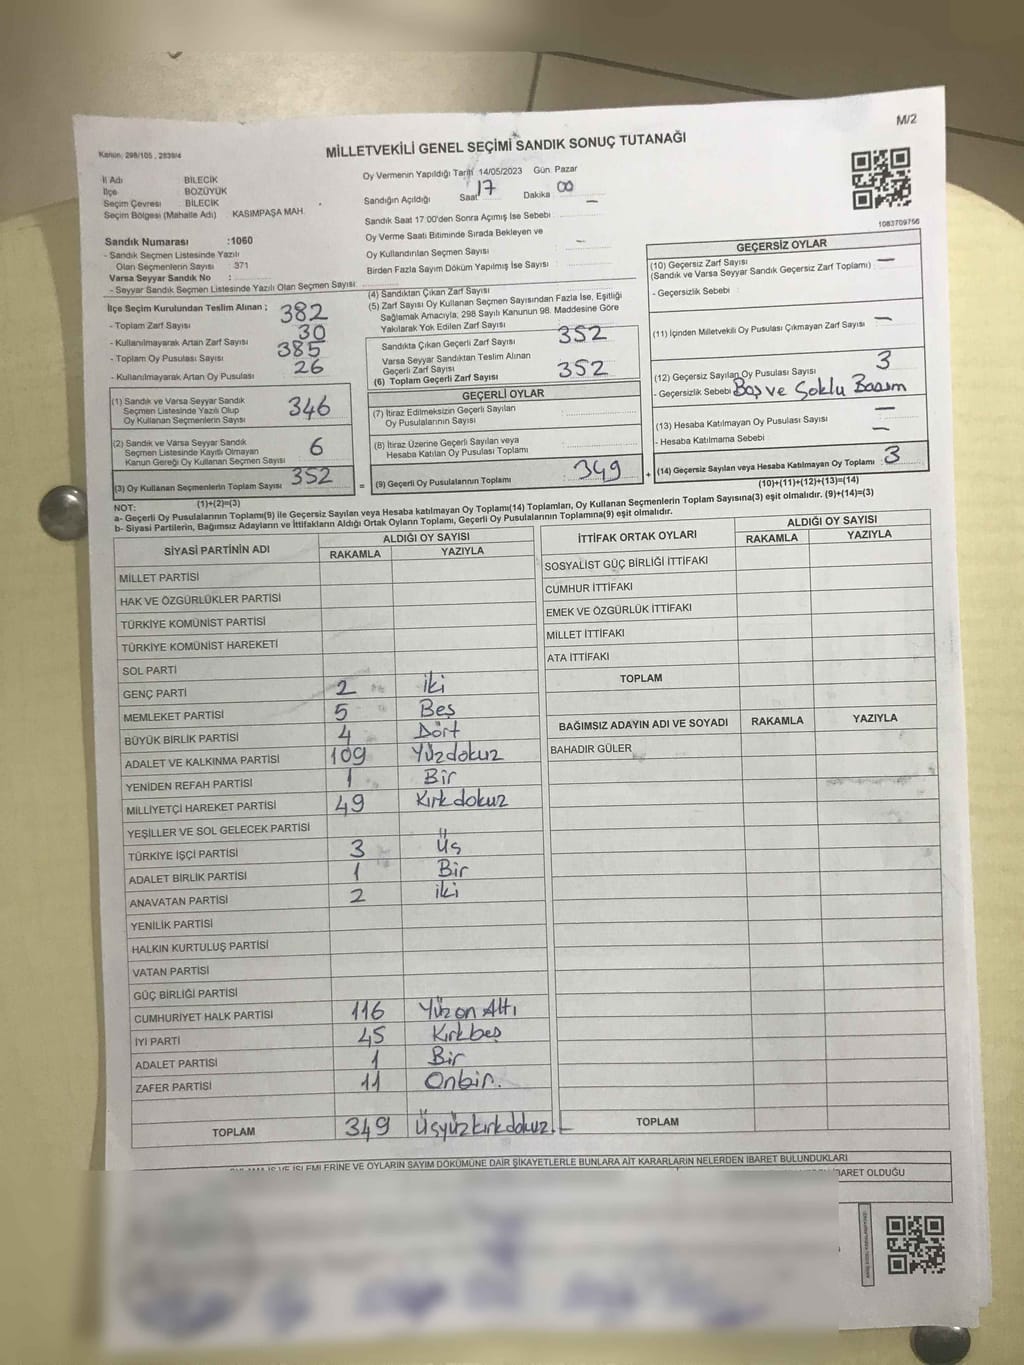 M/2
Kanun; 298/105 , 2839/4
MİLLETVEKİLİ GENEL SEÇİMİ SANDIK SONUÇ TUTANAĞI
İl Adı : BİLECİK
İlçe : BOZÜYÜK
Seçim Çevresi : BİLECİK
Seçim Bölgesi (Mahalle Adı) KASIMPAŞA MAH.
Sandık Numarası :1060
- Sandık Seçmen Listesinde Yazılı
Olan Seçmenlerin Sayısı : 371
Varsa Seyyar Sandık No :
- Seyyar Sandık Seçmen Listesinde Yazılı Olan Seçmen Sayısı:
Oy Vermenin Yapıldığı Tarih 14/05/2023 Gün. Pazar
Sandığın Açıldığı Saat 17 Dakika 00
Sandık Saat 17:00'den Sonra Açımış İse Sebebi : —
Oy Verme Saati Bitiminde Sırada Bekleyen ve
Oy Kullandırılan Seçmen Sayısı : —
Birden Fazla Sayım Döküm Yapılmış İse Sayısı :
1083709756
İlçe Seçim Kurulundan Teslim Alınan ;
- Toplam Zarf Sayısı : 382
- Kullanılmayarak Artan Zarf Sayısı : 30
- Toplam Oy Pusulası Sayısı : 385
- Kullanılmayarak Artan Oy Pusulası : 26
(1) Sandık ve Varsa Seyyar Sandık
Seçmen Listesinde Yazılı Olup
Oy Kullanan Seçmenlerin Sayısı : 346
(2) Sandık ve Varsa Seyyar Sandık
Seçmen Listesinde Kayıtlı Olmayan
Kanun Gereği Oy Kullanan Seçmen Sayısı : 6
(3) Oy Kullanan Seçmenlerin Toplam Sayısı : 352
(1)+(2)=(3)
(4) Sandıktan Çıkan Zarf Sayısı
(5) Zarf Sayısı Oy Kullanan Seçmen Sayısından Fazla İse, Eşitliği
Sağlamak Amacıyla; 298 Sayılı Kanunun 98. Maddesine Göre
Yakılarak Yok Edilen Zarf Sayısı :
Sandıkta Çıkan Geçerli Zarf Sayısı : 352
Varsa Seyyar Sandıktan Teslim Alınan
Geçerli Zarf Sayısı :
(6) Toplam Geçerli Zarf Sayısı : 352
GEÇERLİ OYLAR
(7) İtiraz Edilmeksizin Geçerli Sayılan
Oy Pusulalarının Sayısı :
(8) İtiraz Üzerine Geçerli Sayılan veya
Hesaba Katılan Oy Pusulası Toplamı :
= (9) Geçerli Oy Pusulalarının Toplamı : 349
GEÇERSİZ OYLAR
(10) Geçersiz Zarf Sayısı : —
(Sandık ve Varsa Seyyar Sandık Geçersiz Zarf Toplamı)
- Geçersizlik Sebebi :
(11) İçinden Milletvekili Oy Pusulası Çıkmayan Zarf Sayısı : —
(12) Geçersiz Sayılan Oy Pusulası Sayısı : 3
- Geçersizlik Sebebi : Boş ve Çoklu Basım
(13) Hesaba Katılmayan Oy Pusulası Sayısı : —
- Hesaba Katılmama Sebebi : —
+ (14) Geçersiz Sayılan veya Hesaba Katılmayan Oy Toplamı : 3
(10)+(11)+(12)+(13)=(14)
NOT:
a- Geçerli Oy Pusulalarının Toplamı(9) ile Geçersiz Sayılan veya Hesaba katılmayan Oy Toplamı(14) Toplamları, Oy Kullanan Seçmenlerin Toplam Sayısına(3) eşit olmalıdır. (9)+(14)=(3)
b- Siyasi Partilerin, Bağımsız Adayların ve İttifakların Aldığı Ortak Oyların Toplamı, Geçerli Oy Pusulalarının Toplamına(9) eşit olmalıdır.
SİYASİ PARTİNİN ADI ALDIĞI OY SAYISI
RAKAMLA YAZIYLA
MİLLET PARTİSİ
HAK VE ÖZGÜRLÜKLER PARTİSİ
TÜRKİYE KOMÜNİST PARTİSİ
TÜRKİYE KOMÜNİST HAREKETİ
SOL PARTİ
GENÇ PARTİ 2 iki
MEMLEKET PARTİSİ 5 Beş
BÜYÜK BİRLİK PARTİSİ 4 Dört
ADALET VE KALKINMA PARTİSİ 109 Yüzdokuz
YENİDEN REFAH PARTİSİ 1 Bir
MİLLİYETÇİ HAREKET PARTİSİ 49 Kırk dokuz
YEŞİLLER VE SOL GELECEK PARTİSİ
TÜRKİYE İŞÇİ PARTİSİ 3 Üç
ADALET BİRLİK PARTİSİ 1 Bir
ANAVATAN PARTİSİ 2 iki
YENİLİK PARTİSİ
HALKIN KURTULUŞ PARTİSİ
VATAN PARTİSİ
GÜÇ BİRLİĞİ PARTİSİ
CUMHURİYET HALK PARTİSİ 116 Yüz on Altı
İYİ PARTİ 45 Kırkbeş
ADALET PARTİSİ 1 Bir
ZAFER PARTİSİ 11 Onbir.
TOPLAM 349 Üçyüzkırkdokuz.
İTTİFAK ORTAK OYLARI ALDIĞI OY SAYISI
RAKAMLA YAZIYLA
SOSYALİST GÜÇ BİRLİĞİ İTTİFAKI
CUMHUR İTTİFAKI
EMEK VE ÖZGÜRLÜK İTTİFAKI
MİLLET İTTİFAKI
ATA İTTİFAKI
TOPLAM
BAĞIMSIZ ADAYIN ADI VE SOYADI RAKAMLA YAZIYLA
BAHADIR GÜLER
TOPLAM
İŞLEMLERİNE VE OYLARIN SAYIM DÖKÜMÜNE DAİR ŞİKAYETLERLE BUNLARA AİT KARARLARIN NELERDEN İBARET BULUNDUKLARI
İBARET OLDUĞU